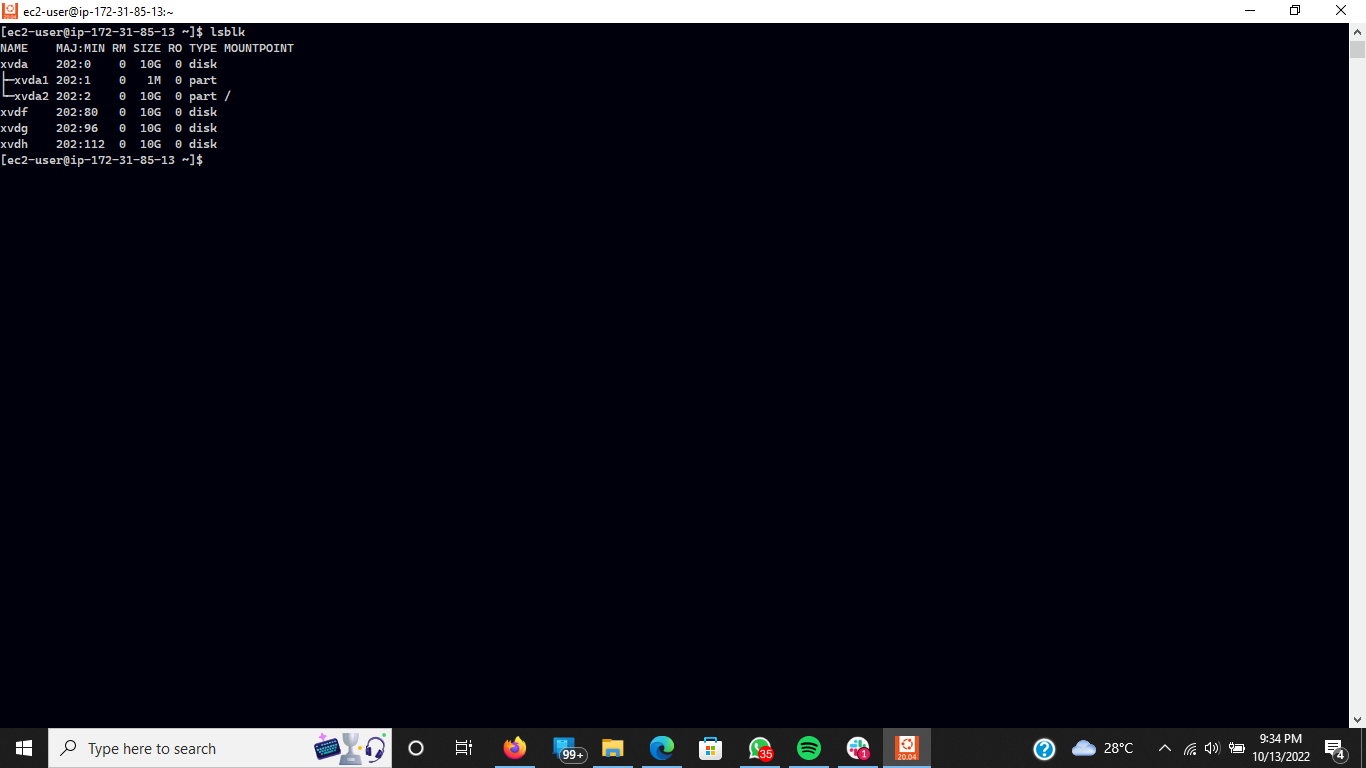 ec2-user@ip-172-31-85-13:~
[ec2-user@ip-172-31-85-13 ~]$ lsblk
NAME    MAJ:MIN RM SIZE RO TYPE MOUNTPOINT
xvda    202:0    0  10G  0 disk
├─xvda1 202:1    0   1M  0 part
└─xvda2 202:2    0  10G  0 part /
xvdf    202:80   0  10G  0 disk
xvdg    202:96   0  10G  0 disk
xvdh    202:112  0  10G  0 disk
[ec2-user@ip-172-31-85-13 ~]$
Type here to search
99+
35
1
20.04
28°C
9:34 PM
10/13/2022
4